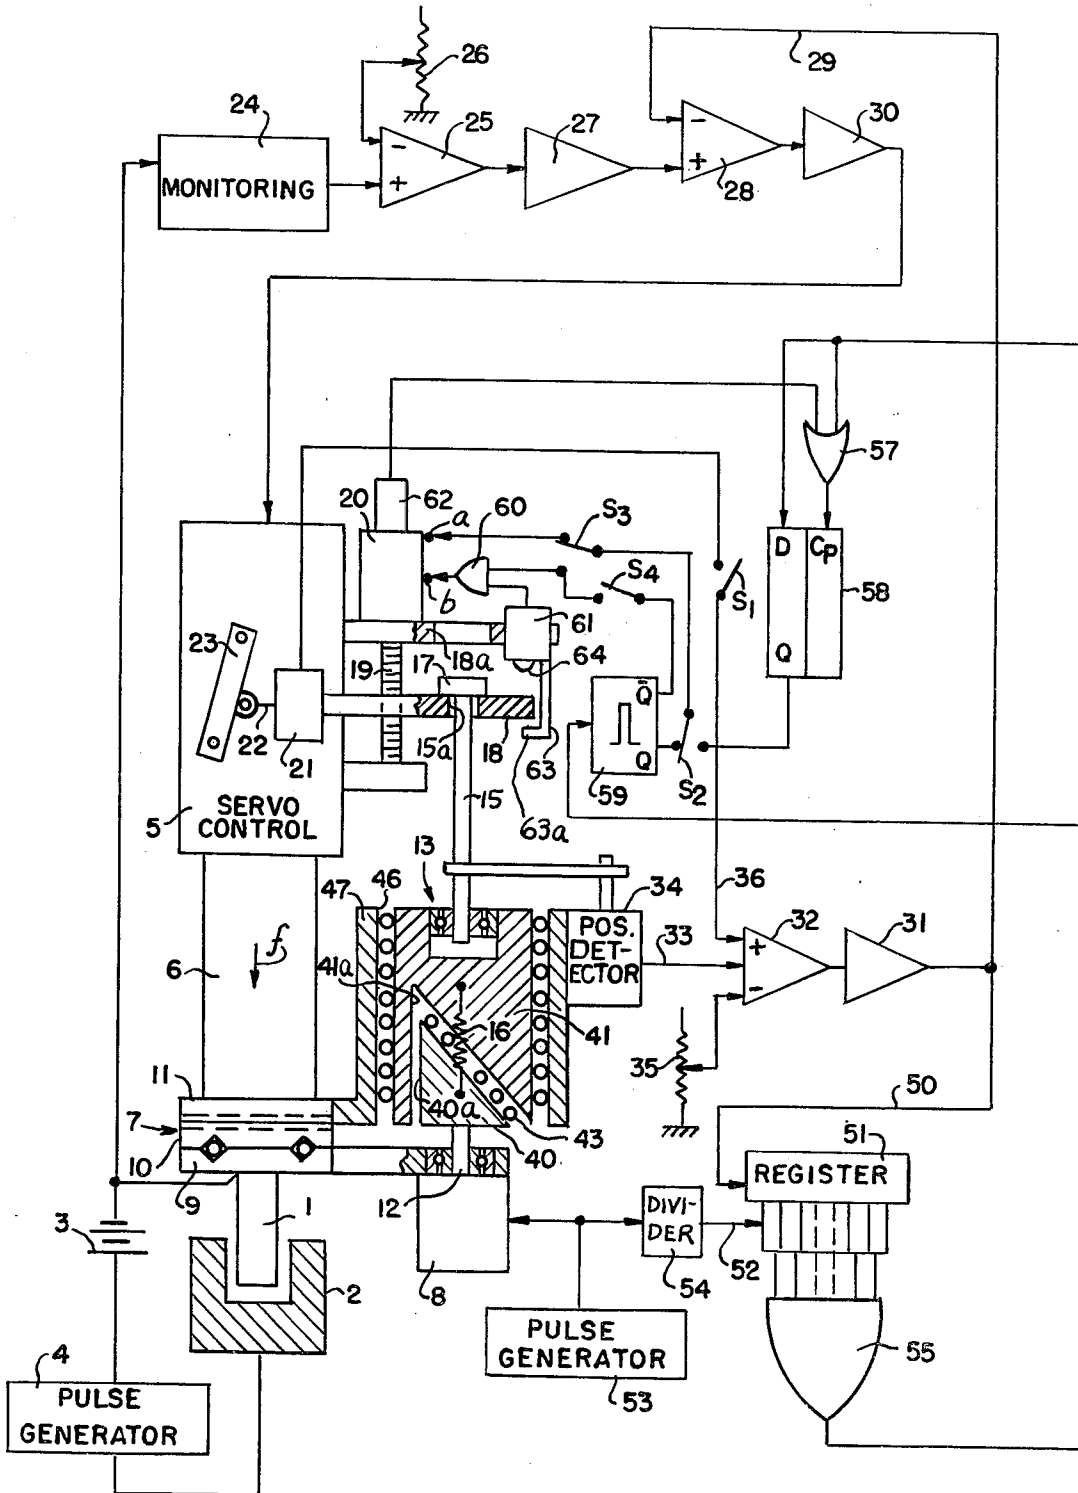 29
26
24
25
27
30
-
+
-
+
28
MONITORING
57
20
62
a
60
S3
D
Cp
b
S4
S1
58
61
23
18a
64
19
17
Q
Q̄
22
21
15a
18
63
59
Q
S2
SERVO
CONTROL
5
15
63a
13
36
47
46
34
32
31
POS.
DET-
ECTOR
33
+
-
f
6
41a
16
41
35
11
40a
43
50
7
40
51
REGISTER
10
9
12
1
DIVI-
DER
52
3
54
8
2
PULSE
GENERATOR
55
4
53
PULSE
GENERATOR